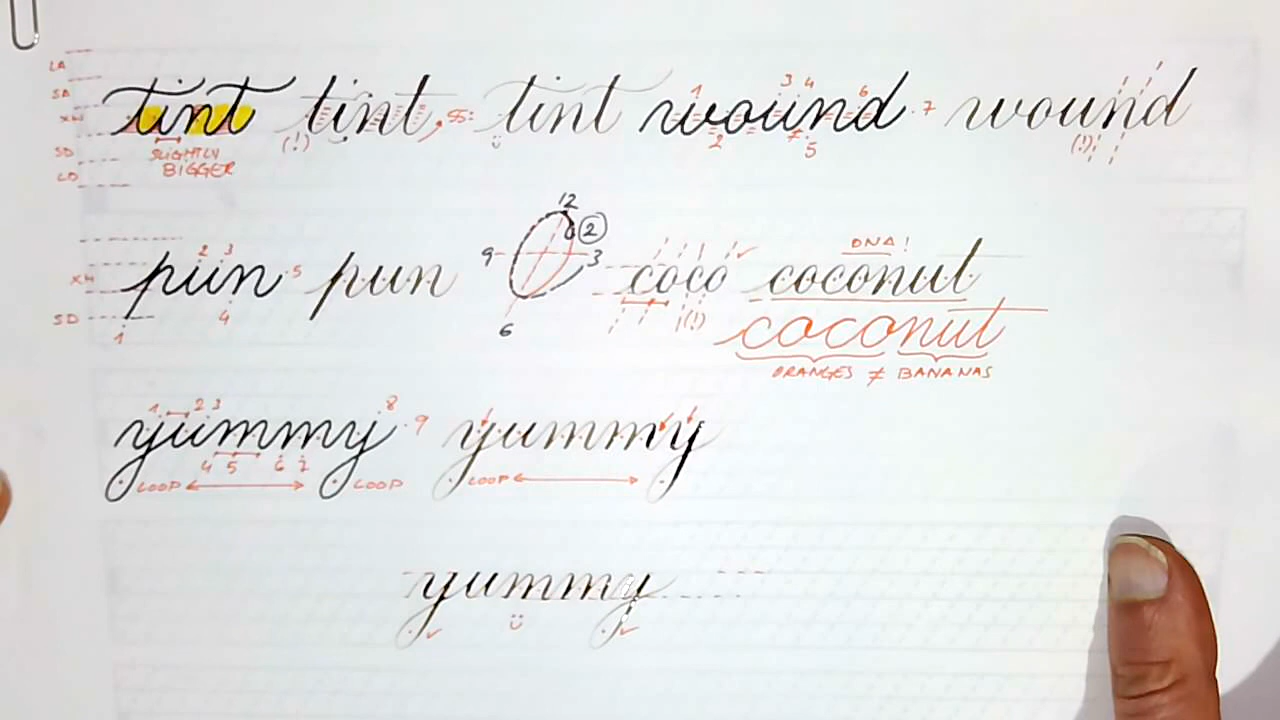 LA
SA
XH
SD
LD
tint tint, SS: tint wound wound
1 3 4 6 7
2 ≠ 5
(!) (!)
SLIGHTLY
BIGGER
12
2 3 9 2 3 DNA!
XH pun 5 pun coco coconut
SD 4 (!) coconut
1 6
ORANGES ≠ BANANAS
1 2 3 8
yummy 9 yummy
4 5 6 7
LOOP LOOP LOOP
yummy